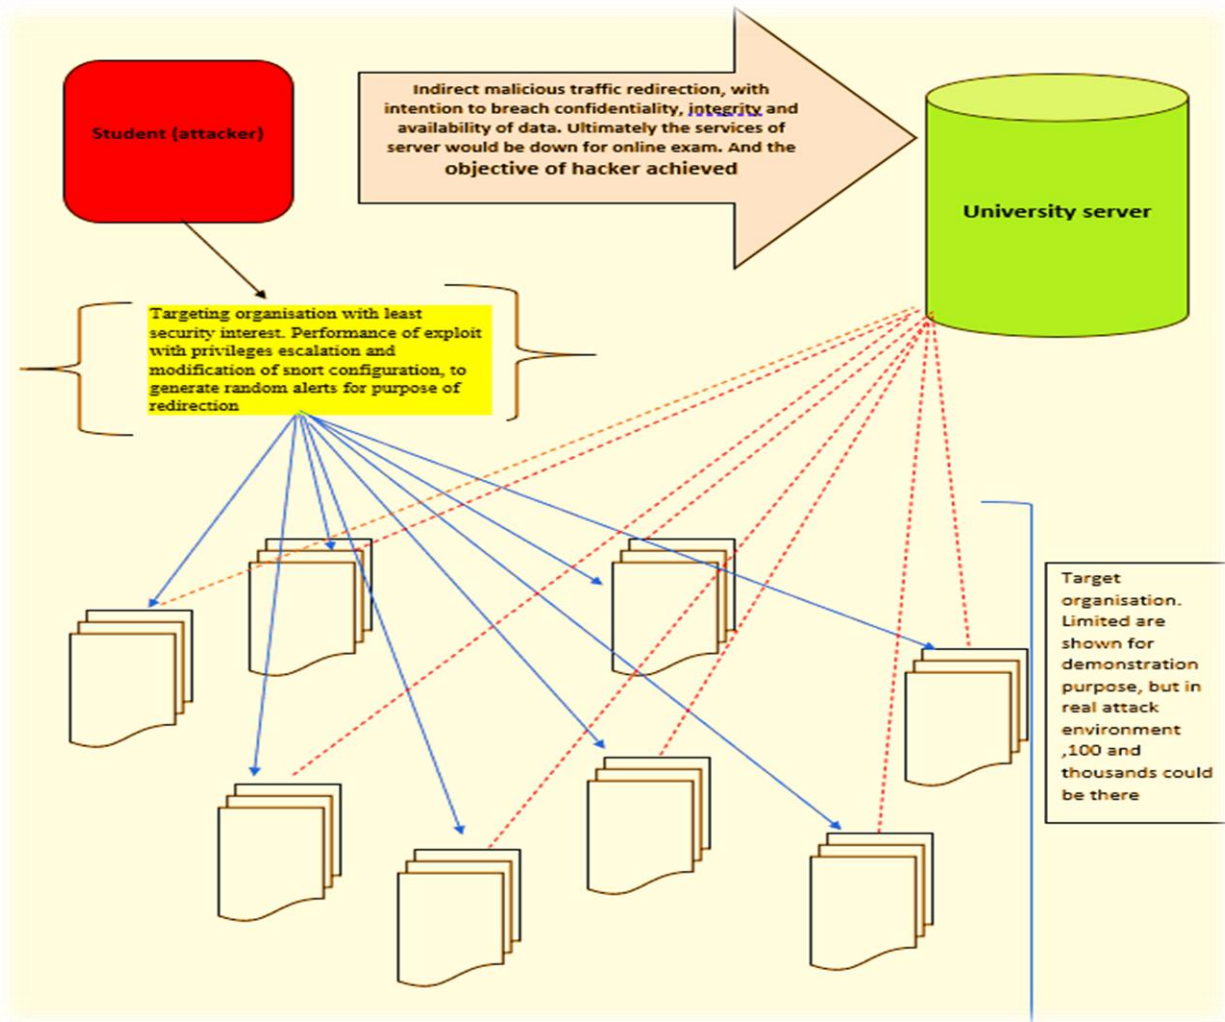 Student (attacker)
Indirect malicious traffic redirection, with
intention to breach confidentiality, integrity and
availability of data. Ultimately the services of
server would be down for online exam. And the
objective of hacker achieved
University server
Targeting organisation with least
security interest. Performance of exploit
with privileges escalation and
modification of snort configuration, to
generate random alerts for purpose of
redirection
Target
organisation.
Limited are
shown for
demonstration
purpose, but in
real attack
environment
,100 and
thousands could
be there